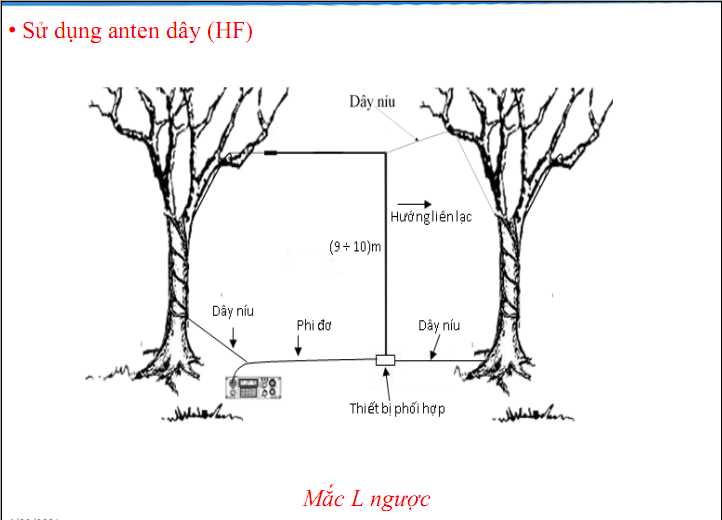 • Sử dụng anten dây (HF)
Dây níu
Hướng liên lạc
(9 ÷ 10)m
Dây níu
Phi đơ
Dây níu
Thiết bị phối hợp
Mắc L ngược